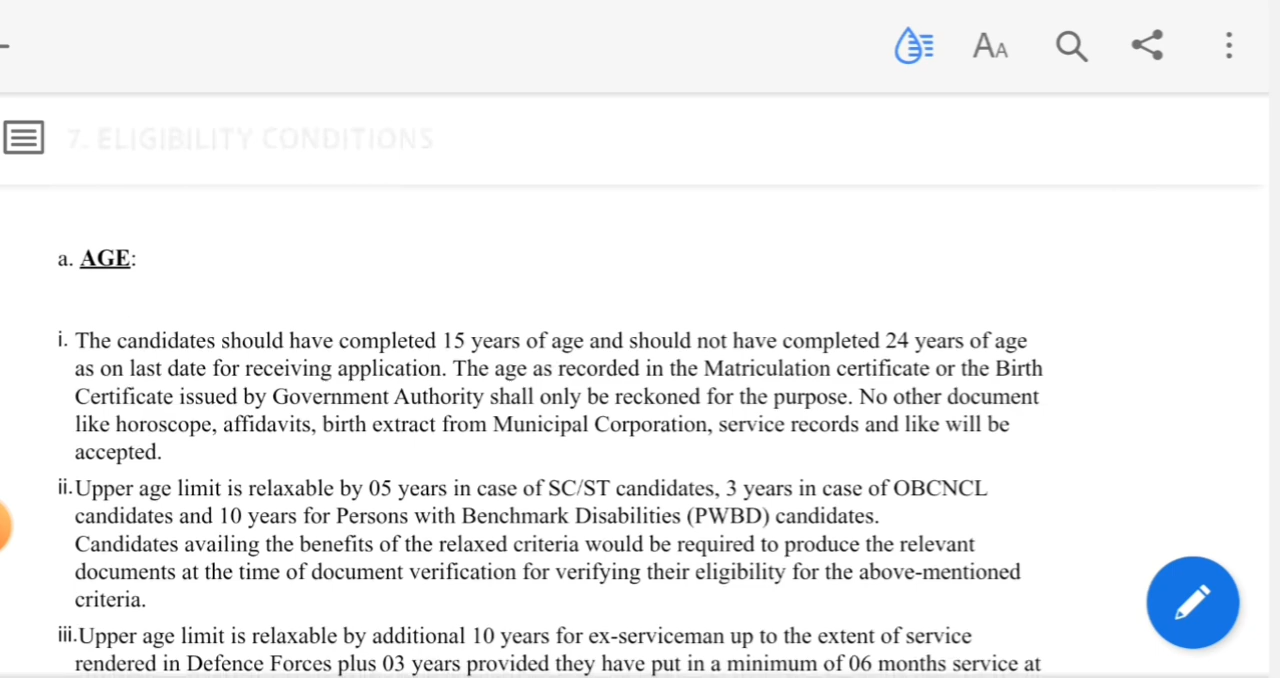 AA
7. ELIGIBILITY CONDITIONS
a. AGE:
i. The candidates should have completed 15 years of age and should not have completed 24 years of age
as on last date for receiving application. The age as recorded in the Matriculation certificate or the Birth
Certificate issued by Government Authority shall only be reckoned for the purpose. No other document
like horoscope, affidavits, birth extract from Municipal Corporation, service records and like will be
accepted.
ii. Upper age limit is relaxable by 05 years in case of SC/ST candidates, 3 years in case of OBCNCL
candidates and 10 years for Persons with Benchmark Disabilities (PWBD) candidates.
Candidates availing the benefits of the relaxed criteria would be required to produce the relevant
documents at the time of document verification for verifying their eligibility for the above-mentioned
criteria.
iii. Upper age limit is relaxable by additional 10 years for ex-serviceman up to the extent of service
rendered in Defence Forces plus 03 years provided they have put in a minimum of 06 months service at